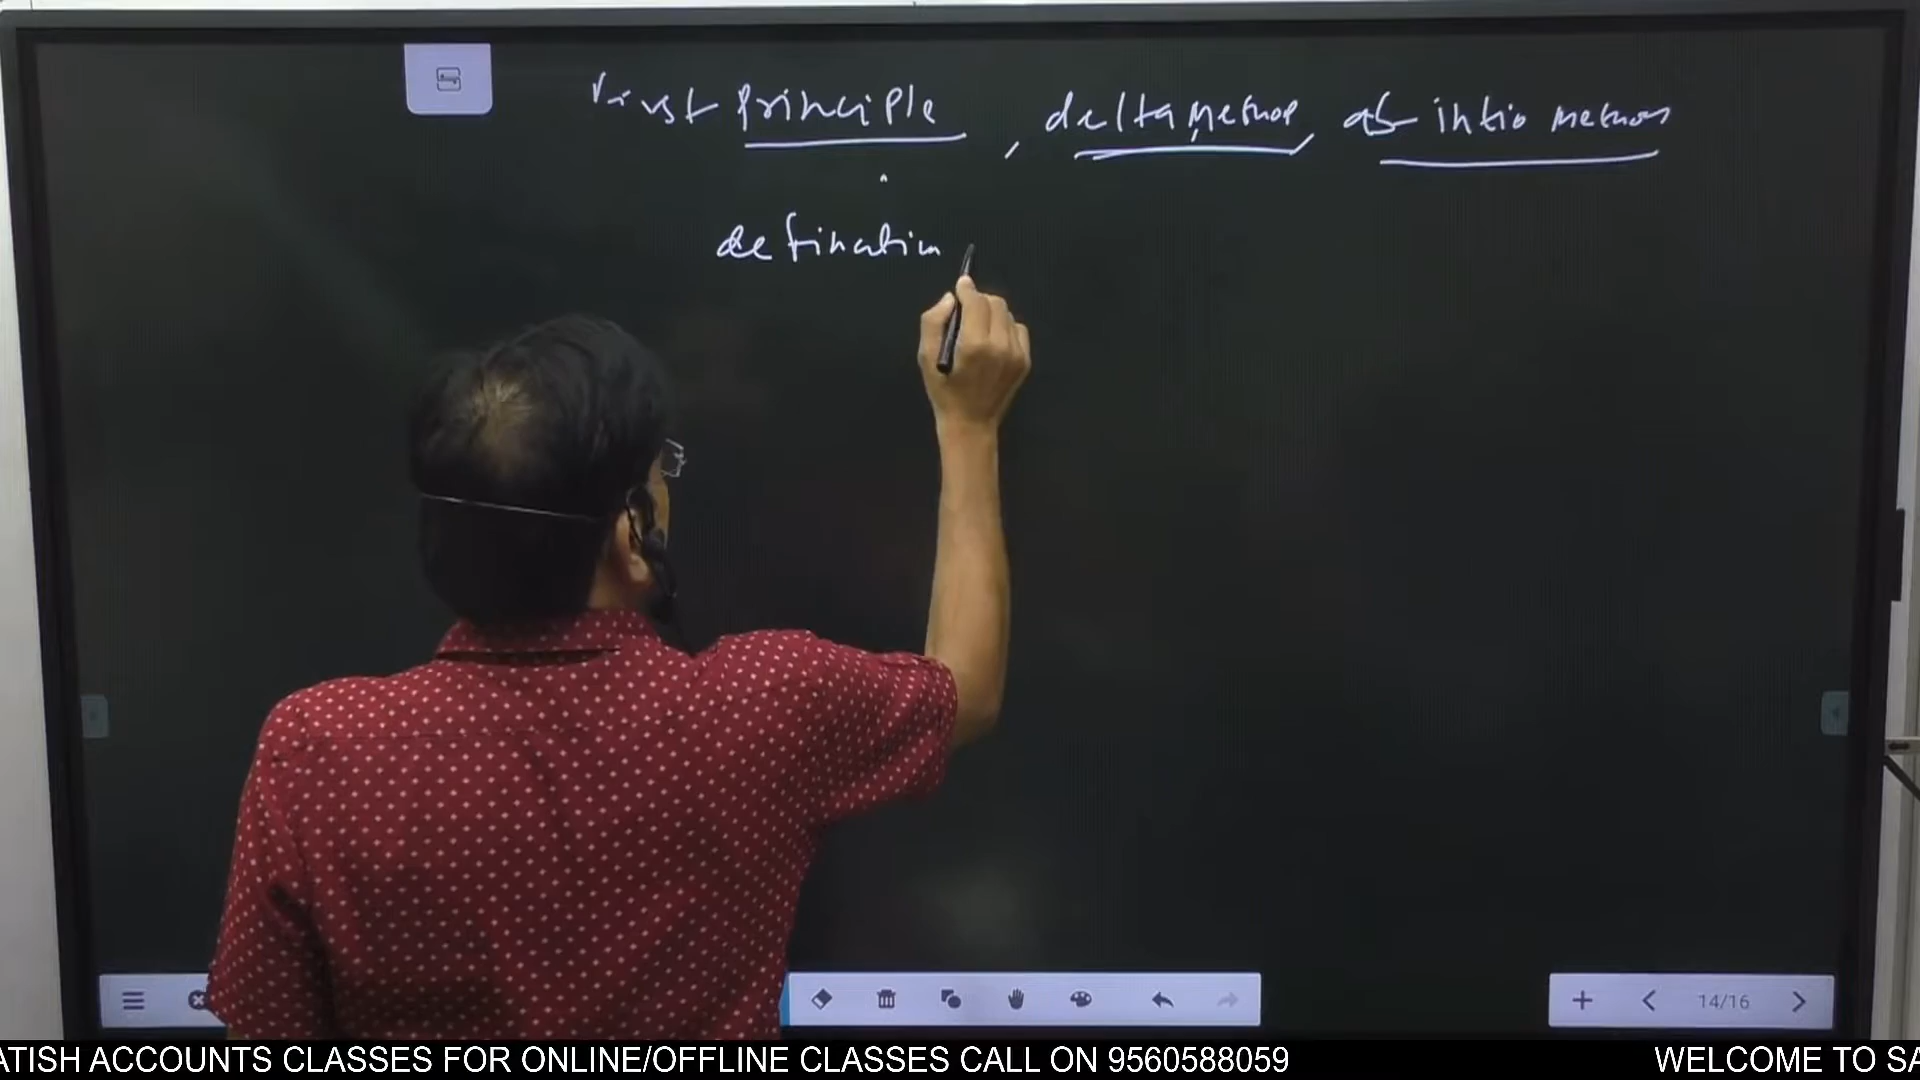 First Principle, delta Method, ab intio Method
defination
14/16
ATISH ACCOUNTS CLASSES FOR ONLINE/OFFLINE CLASSES CALL ON 9560588059 WELCOME TO SA